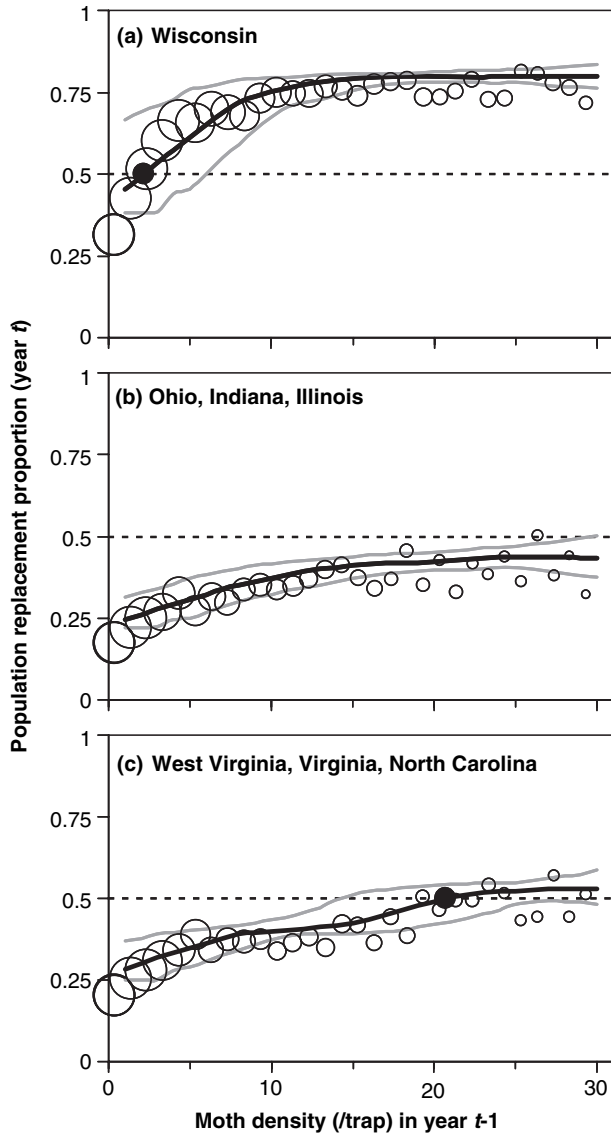 (a) Wisconsin
1
0.75
0.5
0.25
0
(b) Ohio, Indiana, Illinois
1
0.75
0.5
0.25
0
(c) West Virginia, Virginia, North Carolina
1
0.75
0.5
0.25
0
0 10 20 30
Moth density (/trap) in year t-1
Population replacement proportion (year t)